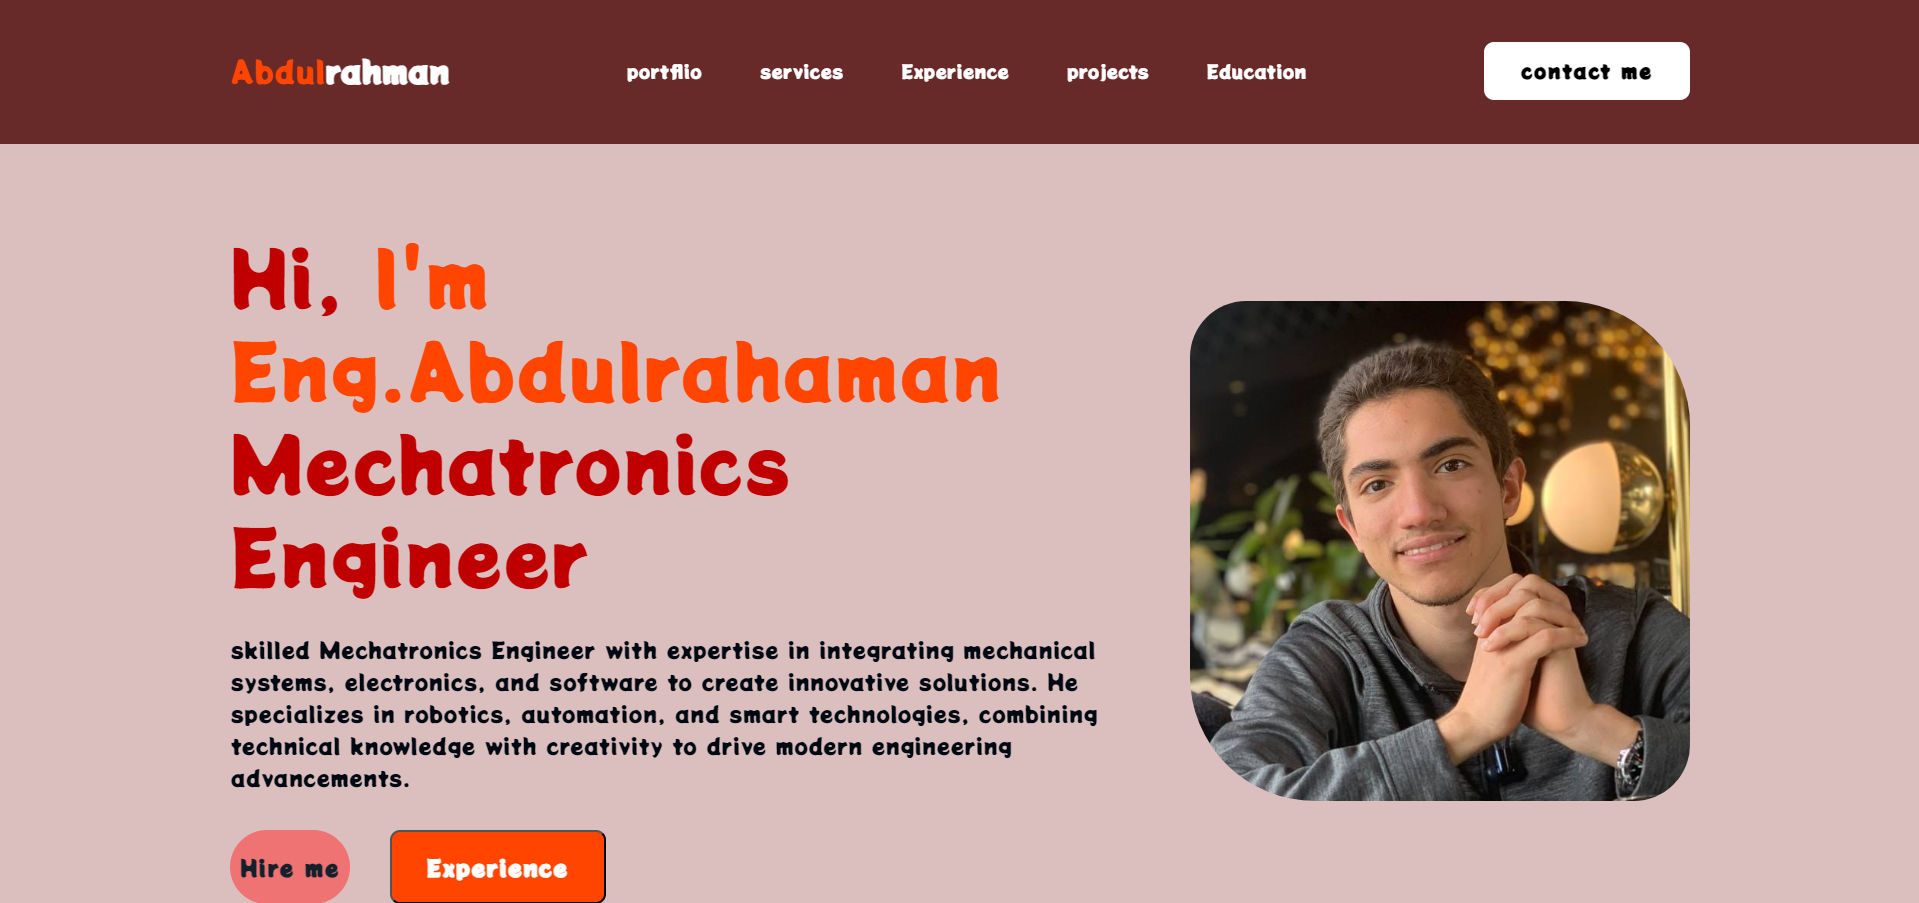 Abdulrahman
portflio services Experience projects Education
contact me
Hi, I'm
Eng.Abdulrahaman
Mechatronics
Engineer
skilled Mechatronics Engineer with expertise in integrating mechanical
systems, electronics, and software to create innovative solutions. He
specializes in robotics, automation, and smart technologies, combining
technical knowledge with creativity to drive modern engineering
advancements.
Hire me
Experience